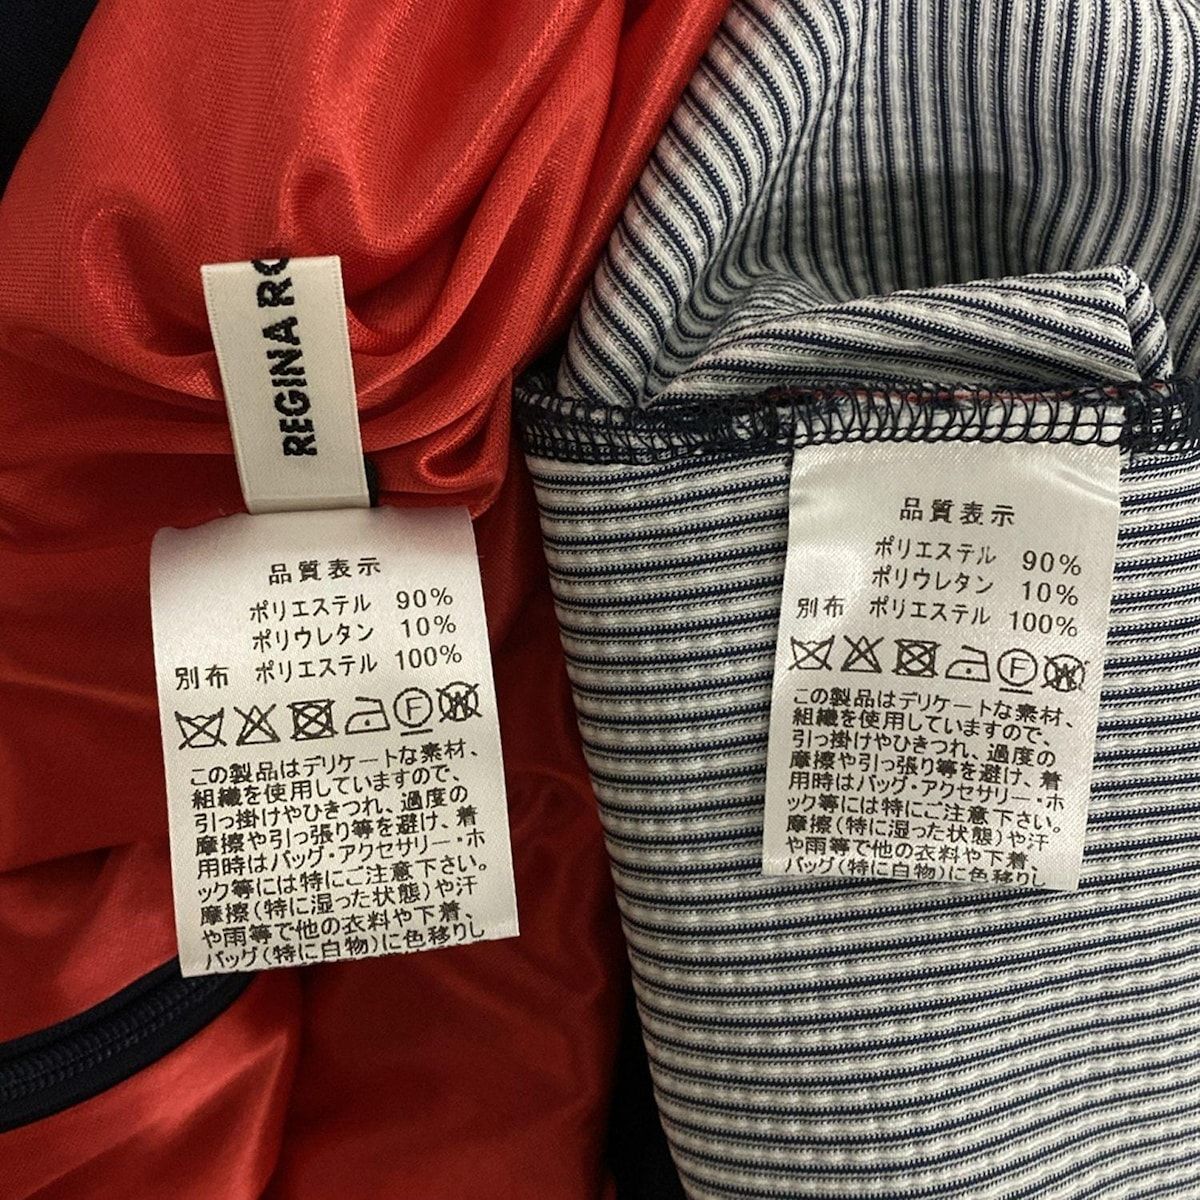 REGINA RO
品質表示
ポリエステル 90%
ポリウレタン 10%
別布 ポリエステル 100%
F
W
この製品はデリケートな素材、
組織を使用していますので、
引っ掛けやひきつれ、過度の
摩擦や引っ張り等を避け、着
用時はバッグ・アクセサリー・ホ
ック等には特にご注意下さい。
摩擦(特に湿った状態)や汗
や雨等で他の衣料や下着、
バッグ(特に白物)に色移りし
品質表示
ポリエステル 90%
ポリウレタン 10%
別布 ポリエステル 100%
F
W
この製品はデリケートな素材、
組織を使用していますので、
引っ掛けやひきつれ、過度の
摩擦や引っ張り等を避け、着
用時はバッグ・アクセサリー・ホ
ック等には特にご注意下さい。
摩擦(特に湿った状態)や汗
や雨等で他の衣料や下着、
バッグ(特に白物)に色移りし